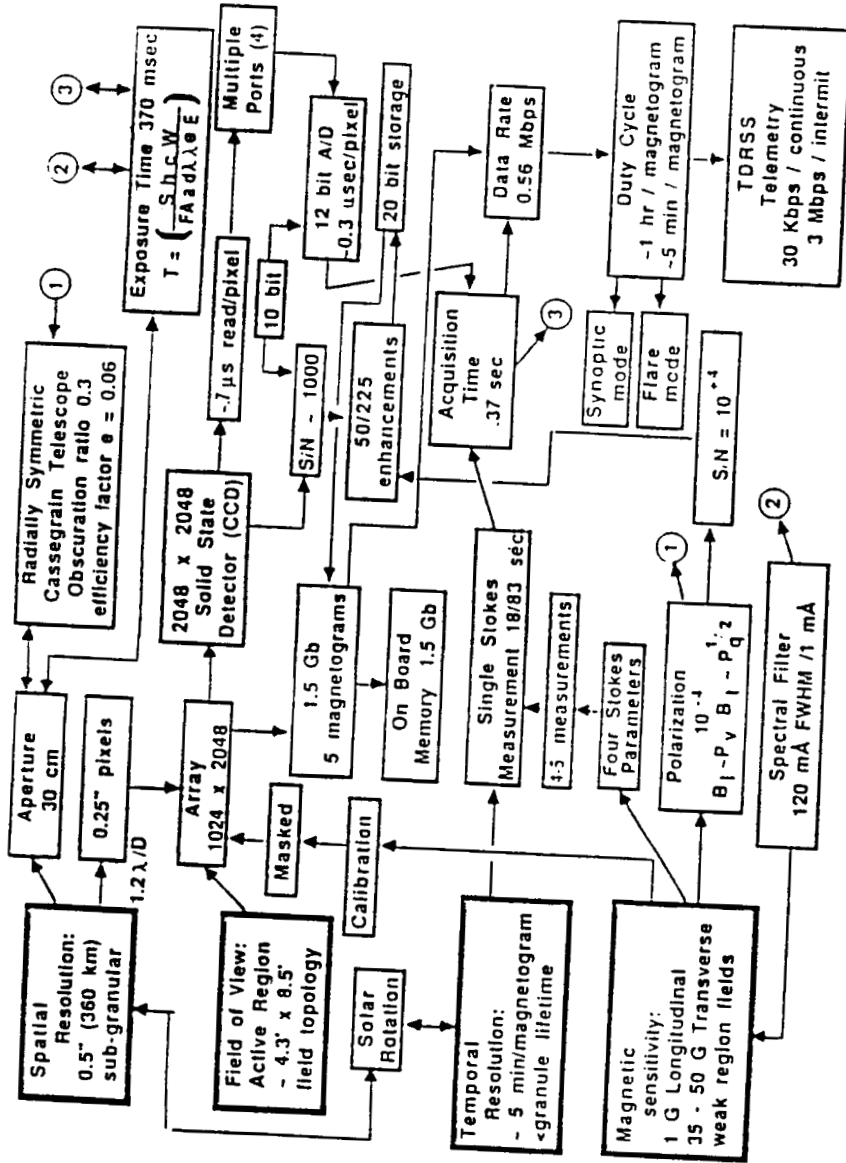 Spatial
Resolution:
0.5" (360 km)
sub-granular
Aperture
30 cm
Radially Symmetric
Cassegrain Telescope
Obscuration ratio 0.3
efficiency factor e = 0.06
1
2
3
Exposure Time 370 msec
T = ( S h c W / F A a d λ λ e E )
0.25" pixels
1.2 λ/D
Field of View:
Active Region
~ 4.3' x 8.5'
field topology
Array
1024 x 2048
2048 x 2048
Solid State
Detector (CCD)
~.7 μs read/pixel
Multiple
Ports (4)
Masked
Calibration
1.5 Gb
5 magnetograms
On Board
Memory 1.5 Gb
S/N ~ 1000
10 bit
12 bit A/D
~0.3 usec/pixel
50/225
enhancements
20 bit storage
Solar
Rotation
Temporal
Resolution:
~ 5 min/magnetogram
<granule lifetime
Single Stokes
Measurement 18/83 sec
Acquisition
Time
.37 sec
Data Rate
0.56 Mbps
3
4-5 measurements
Four Stokes
Parameters
Synoptic
mode
Flare
mode
Duty Cycle
~1 hr / magnetogram
~5 min / magnetogram
Magnetic
sensitivity:
1 G Longitudinal
35 - 50 G Transverse
weak region fields
Polarization
10⁻⁴
B l ~ P v B l ~ P q 1/2
1
S/N = 10⁺⁴
TDRSS
Telemetry
30 Kbps / continuous
3 Mbps / intermit
Spectral Filter
120 mÅ FWHM /1 mÅ
2